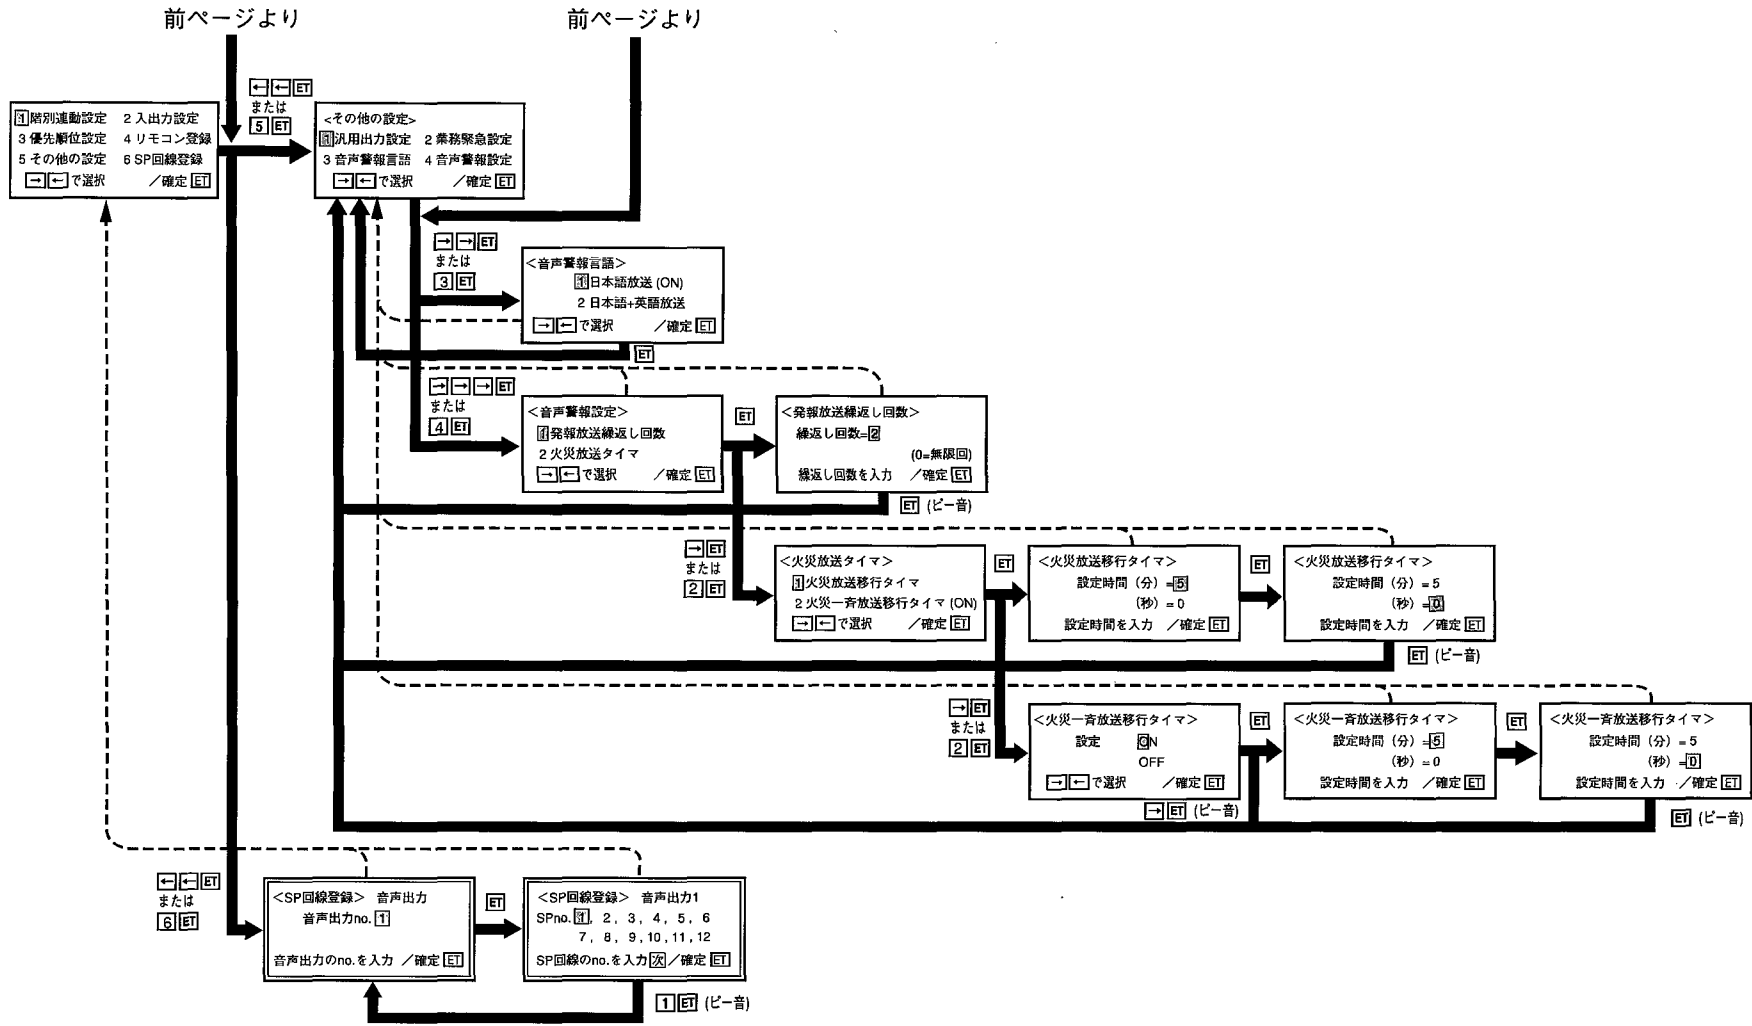 前ページより
前ページより
←←ET
または
5 ET
1階別連動設定 2 入出力設定
3 優先順位設定 4 リモコン登録
5 その他の設定 6 SP回線登録
→←で選択 /確定 ET
<その他の設定>
1汎用出力設定 2 業務緊急設定
3 音声警報言語 4 音声警報設定
→←で選択 /確定 ET
→→ET
または
3 ET
<音声警報言語>
1日本語放送 (ON)
2 日本語+英語放送
→←で選択 /確定 ET
ET
→→→ET
または
4 ET
<音声警報設定>
1発報放送繰返し回数
2 火災放送タイマ
→←で選択 /確定 ET
ET
<発報放送繰返し回数>
繰返し回数=2
(0=無限回)
繰返し回数を入力 /確定 ET
ET (ピー音)
→ET
または
2 ET
<火災放送タイマ>
1火災放送移行タイマ
2 火災一斉放送移行タイマ (ON)
→←で選択 /確定 ET
ET
<火災放送移行タイマ>
設定時間(分)=5
(秒)=0
設定時間を入力 /確定 ET
ET
<火災放送移行タイマ>
設定時間(分)=5
(秒)=0
設定時間を入力 /確定 ET
ET (ピー音)
→ET
または
2 ET
<火災一斉放送移行タイマ>
設定 ON
OFF
→←で選択 /確定 ET
→ET (ピー音)
ET
<火災一斉放送移行タイマ>
設定時間(分)=5
(秒)=0
設定時間を入力 /確定 ET
ET
<火災一斉放送移行タイマ>
設定時間(分)=5
(秒)=0
設定時間を入力 /確定 ET
ET (ピー音)
←←ET
または
6 ET
<SP回線登録> 音声出力
音声出力no.1
音声出力のno.を入力 /確定 ET
ET
<SP回線登録> 音声出力1
SPno.1, 2, 3, 4, 5, 6
7, 8, 9,10,11,12
SP回線のno.を入力次/確定 ET
1 ET (ピー音)